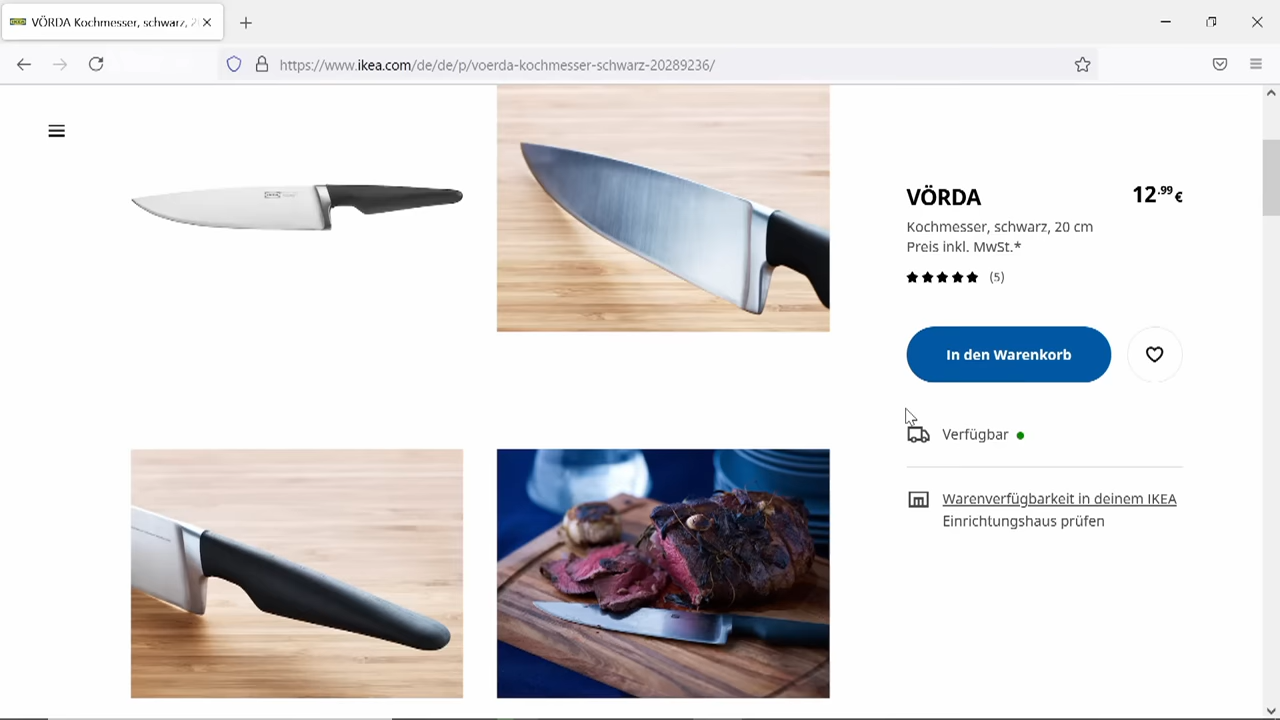 VÖRDA Kochmesser, schwarz, 2
https://www.ikea.com/de/de/p/voerda-kochmesser-schwarz-20289236/
IKEA
VÖRDA
12.99€
Kochmesser, schwarz, 20 cm
Preis inkl. MwSt.*
(5)
In den Warenkorb
Verfügbar
Warenverfügbarkeit in deinem IKEA
Einrichtungshaus prüfen